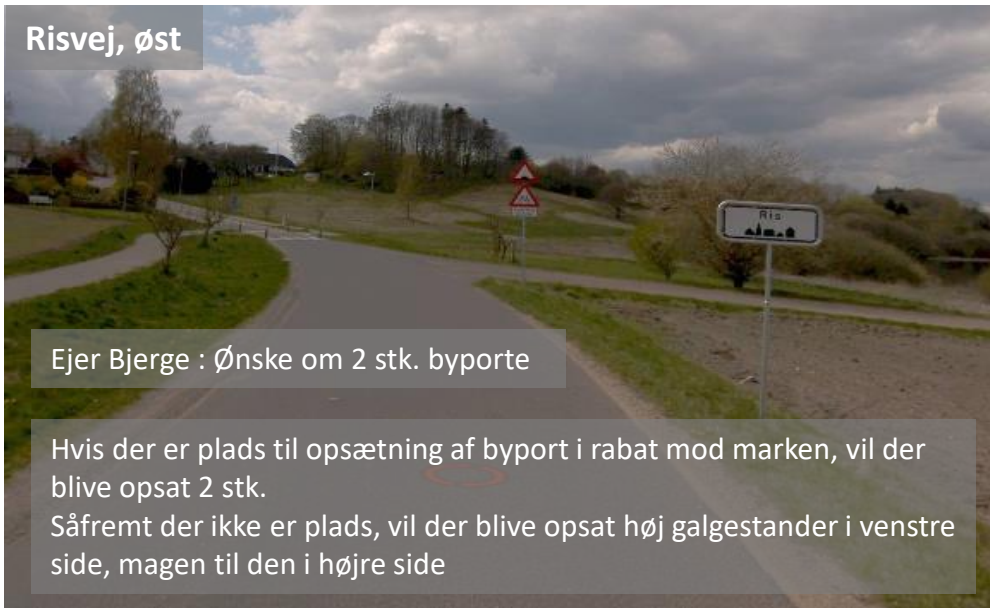 Risvej, øst
Ris
Ejer Bjerge : Ønske om 2 stk. byporte
Hvis der er plads til opsætning af byport i rabat mod marken, vil der
blive opsat 2 stk.
Såfremt der ikke er plads, vil der blive opsat høj galgestander i venstre
side, magen til den i højre side